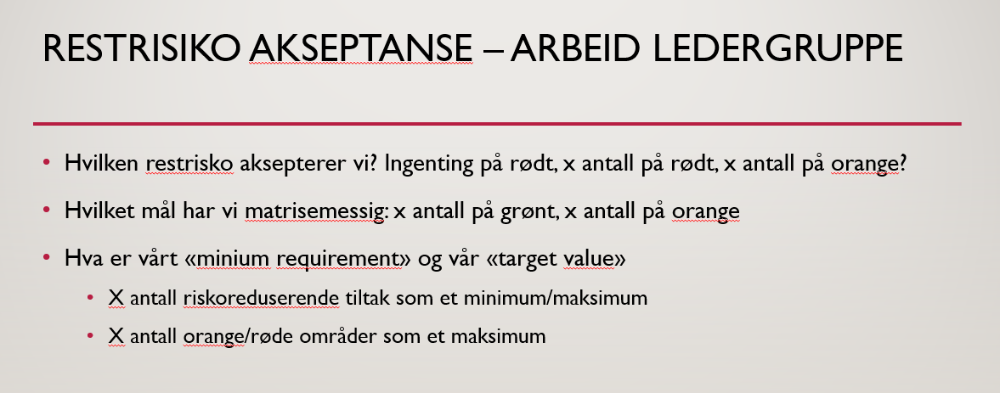 RESTRISIKO AKSEPTANSE – ARBEID LEDERGRUPPE
• Hvilken restrisko aksepterer vi? Ingenting på rødt, x antall på rødt, x antall på orange?
• Hvilket mål har vi matrisemessig: x antall på grønt, x antall på orange
• Hva er vårt «minium requirement» og vår «target value»
• X antall riskoreduserende tiltak som et minimum/maksimum
• X antall orange/røde områder som et maksimum